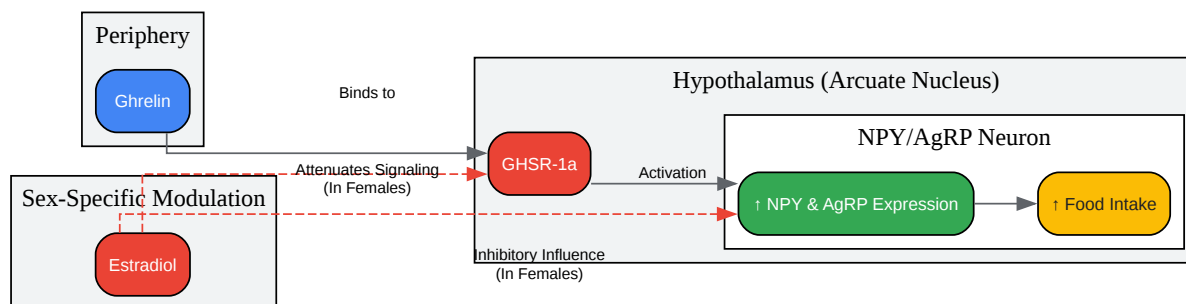 Periphery
Ghrelin
Binds to
Hypothalamus (Arcuate Nucleus)
NPY/AgRP Neuron
GHSR-1a
Activation
Attenuates Signaling
(In Females)
Sex-Specific Modulation
↑ NPY & AgRP Expression
↑ Food Intake
Estradiol
Inhibitory Influence
(In Females)